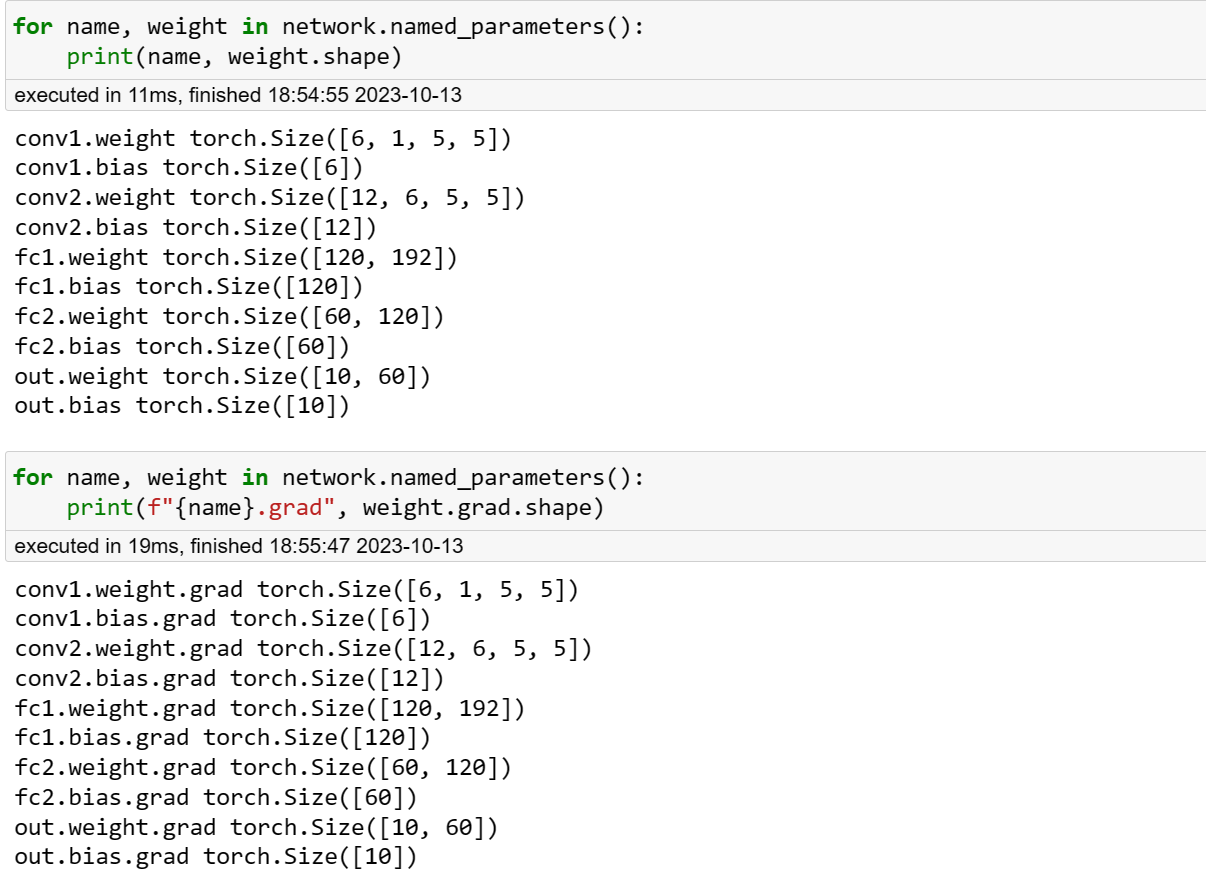 for name, weight in network.named_parameters():
    print(name, weight.shape)
executed in 11ms, finished 18:54:55 2023-10-13
conv1.weight torch.Size([6, 1, 5, 5])
conv1.bias torch.Size([6])
conv2.weight torch.Size([12, 6, 5, 5])
conv2.bias torch.Size([12])
fc1.weight torch.Size([120, 192])
fc1.bias torch.Size([120])
fc2.weight torch.Size([60, 120])
fc2.bias torch.Size([60])
out.weight torch.Size([10, 60])
out.bias torch.Size([10])
for name, weight in network.named_parameters():
    print(f"{name}.grad", weight.grad.shape)
executed in 19ms, finished 18:55:47 2023-10-13
conv1.weight.grad torch.Size([6, 1, 5, 5])
conv1.bias.grad torch.Size([6])
conv2.weight.grad torch.Size([12, 6, 5, 5])
conv2.bias.grad torch.Size([12])
fc1.weight.grad torch.Size([120, 192])
fc1.bias.grad torch.Size([120])
fc2.weight.grad torch.Size([60, 120])
fc2.bias.grad torch.Size([60])
out.weight.grad torch.Size([10, 60])
out.bias.grad torch.Size([10])